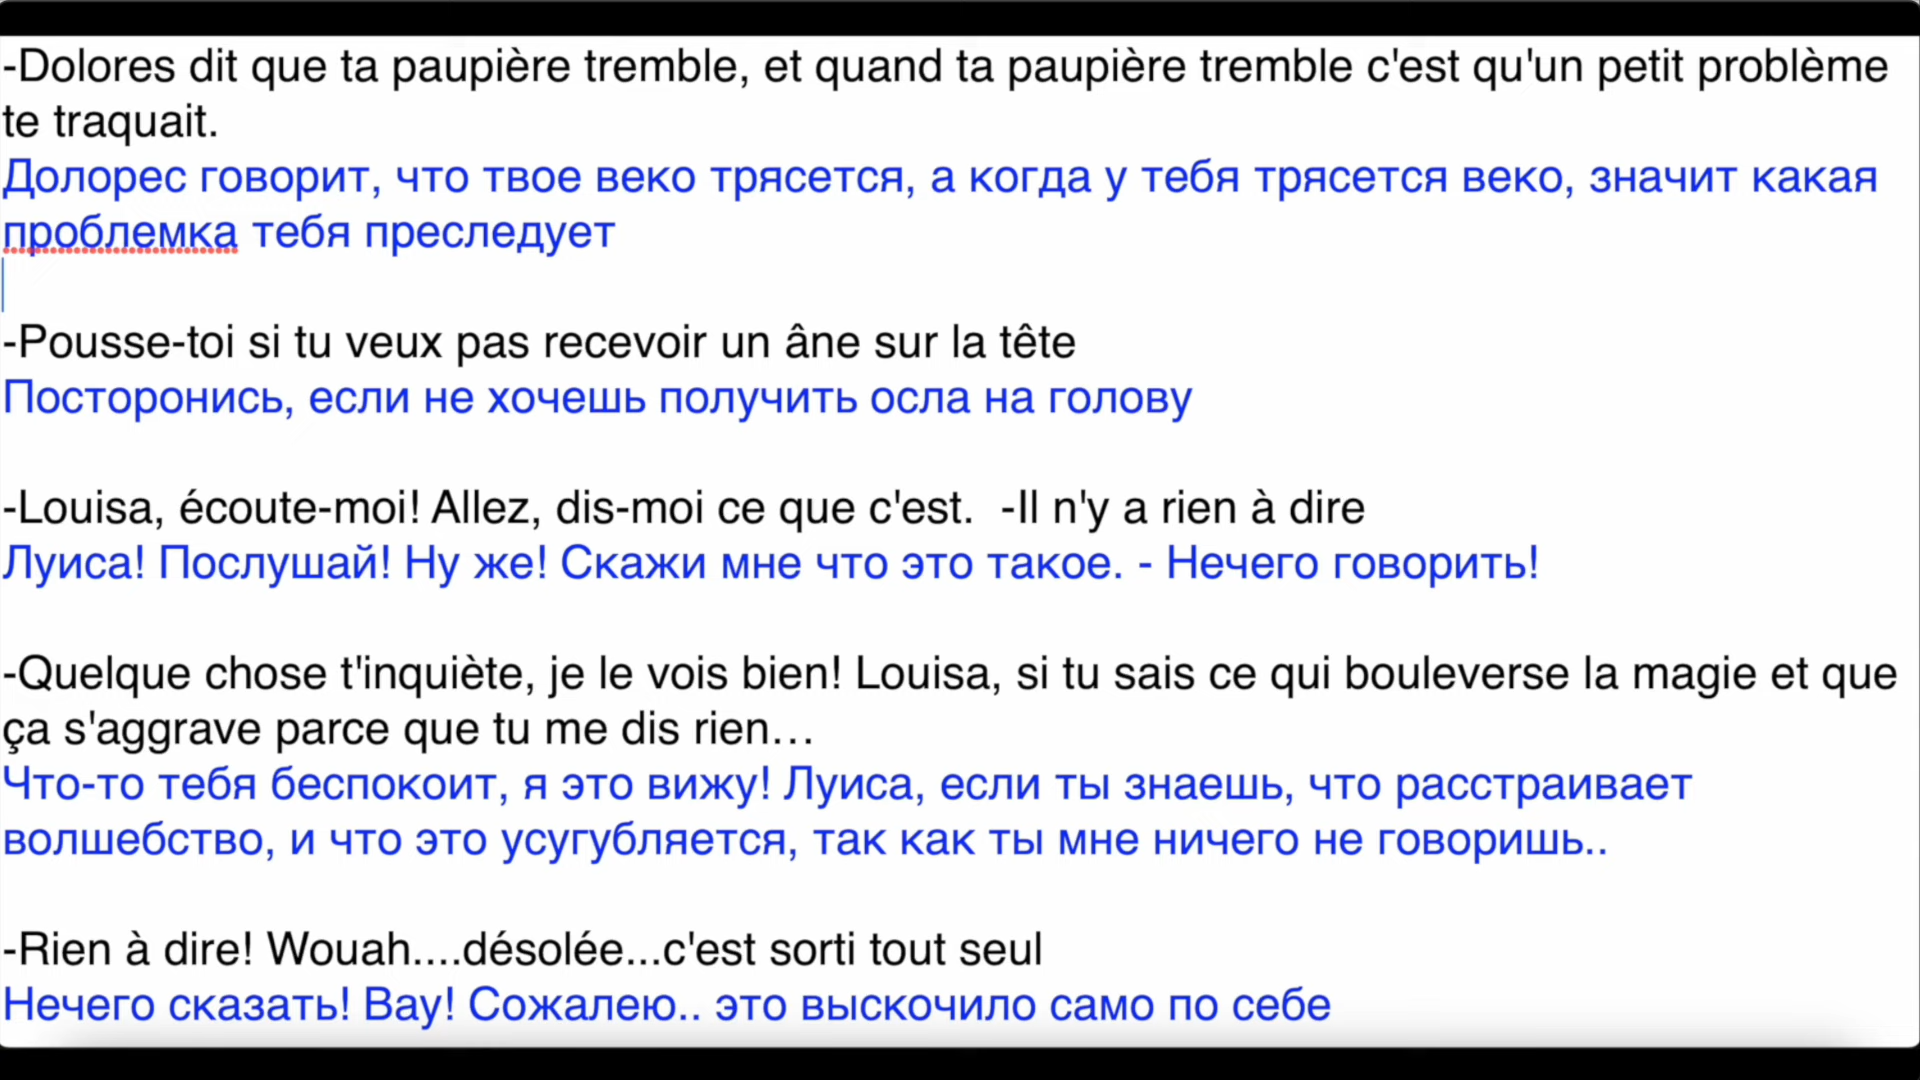 -Dolores dit que ta paupière tremble, et quand ta paupière tremble c'est qu'un petit problème
te traquait.
Долорес говорит, что твое веко трясется, а когда у тебя трясется веко, значит какая
проблемка тебя преследует
-Pousse-toi si tu veux pas recevoir un âne sur la tête
Посторонись, если не хочешь получить осла на голову
-Louisa, écoute-moi! Allez, dis-moi ce que c'est.  -Il n'y a rien à dire
Луиса! Послушай! Ну же! Скажи мне что это такое. - Нечего говорить!
-Quelque chose t'inquiète, je le vois bien! Louisa, si tu sais ce qui bouleverse la magie et que
ça s'aggrave parce que tu me dis rien…
Что-то тебя беспокоит, я это вижу! Луиса, если ты знаешь, что расстраивает
волшебство, и что это усугубляется, так как ты мне ничего не говоришь..
-Rien à dire! Wouah....désolée...c'est sorti tout seul
Нечего сказать! Вау! Сожалею.. это выскочило само по себе